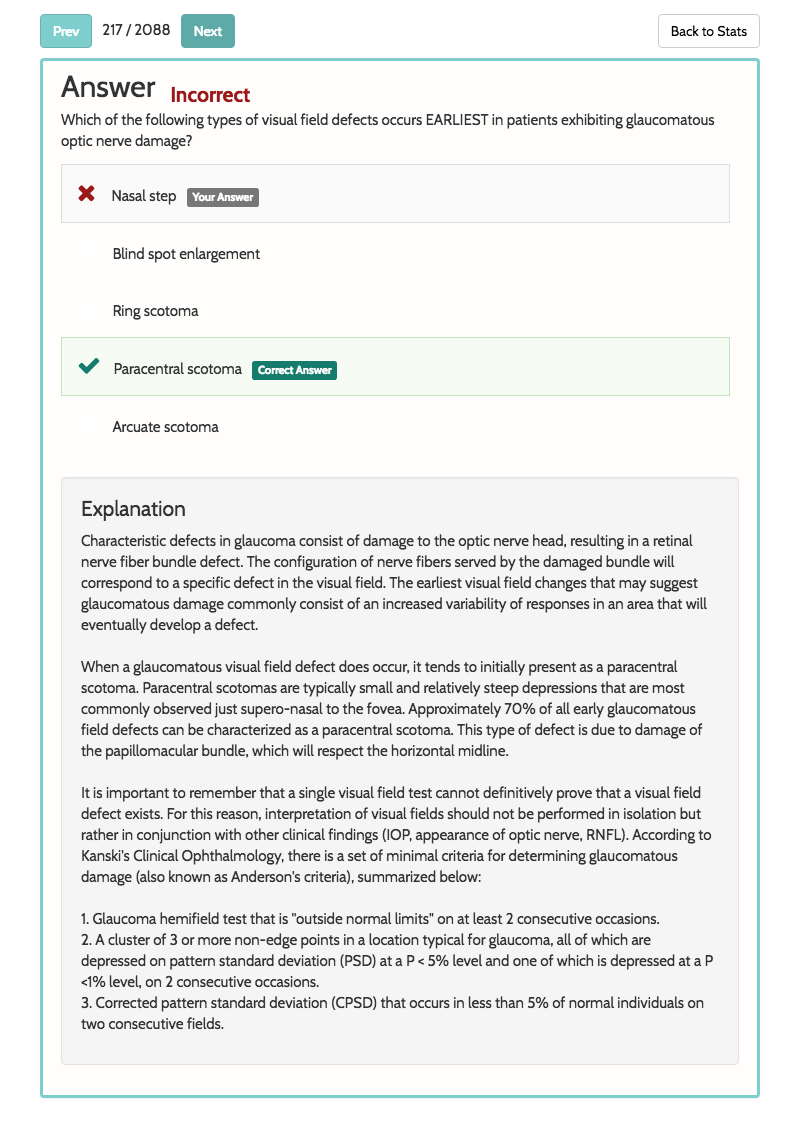 Prev 217 / 2088 Next Back to Stats
Answer Incorrect
Which of the following types of visual field defects occurs EARLIEST in patients exhibiting glaucomatous
optic nerve damage?
Nasal step Your Answer
Blind spot enlargement
Ring scotoma
Paracentral scotoma Correct Answer
Arcuate scotoma
Explanation
Characteristic defects in glaucoma consist of damage to the optic nerve head, resulting in a retinal
nerve fiber bundle defect. The configuration of nerve fibers served by the damaged bundle will
correspond to a specific defect in the visual field. The earliest visual field changes that may suggest
glaucomatous damage commonly consist of an increased variability of responses in an area that will
eventually develop a defect.
When a glaucomatous visual field defect does occur, it tends to initially present as a paracentral
scotoma. Paracentral scotomas are typically small and relatively steep depressions that are most
commonly observed just supero-nasal to the fovea. Approximately 70% of all early glaucomatous
field defects can be characterized as a paracentral scotoma. This type of defect is due to damage of
the papillomacular bundle, which will respect the horizontal midline.
It is important to remember that a single visual field test cannot definitively prove that a visual field
defect exists. For this reason, interpretation of visual fields should not be performed in isolation but
rather in conjunction with other clinical findings (IOP, appearance of optic nerve, RNFL). According to
Kanski's Clinical Ophthalmology, there is a set of minimal criteria for determining glaucomatous
damage (also known as Anderson's criteria), summarized below:
1. Glaucoma hemifield test that is "outside normal limits" on at least 2 consecutive occasions.
2. A cluster of 3 or more non-edge points in a location typical for glaucoma, all of which are
depressed on pattern standard deviation (PSD) at a P < 5% level and one of which is depressed at a P
<1% level, on 2 consecutive occasions.
3. Corrected pattern standard deviation (CPSD) that occurs in less than 5% of normal individuals on
two consecutive fields.